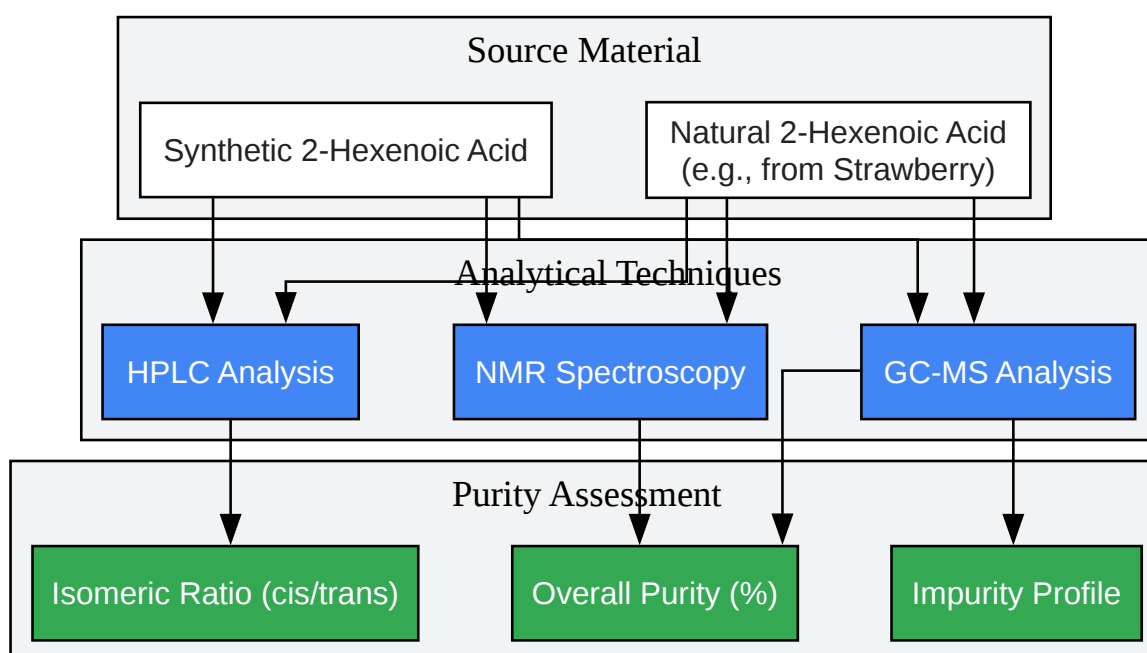 Source Material
Synthetic 2-Hexenoic Acid
Natural 2-Hexenoic Acid
(e.g., from Strawberry)
Analytical Techniques
HPLC Analysis
NMR Spectroscopy
GC-MS Analysis
Purity Assessment
Isomeric Ratio (cis/trans)
Overall Purity (%)
Impurity Profile